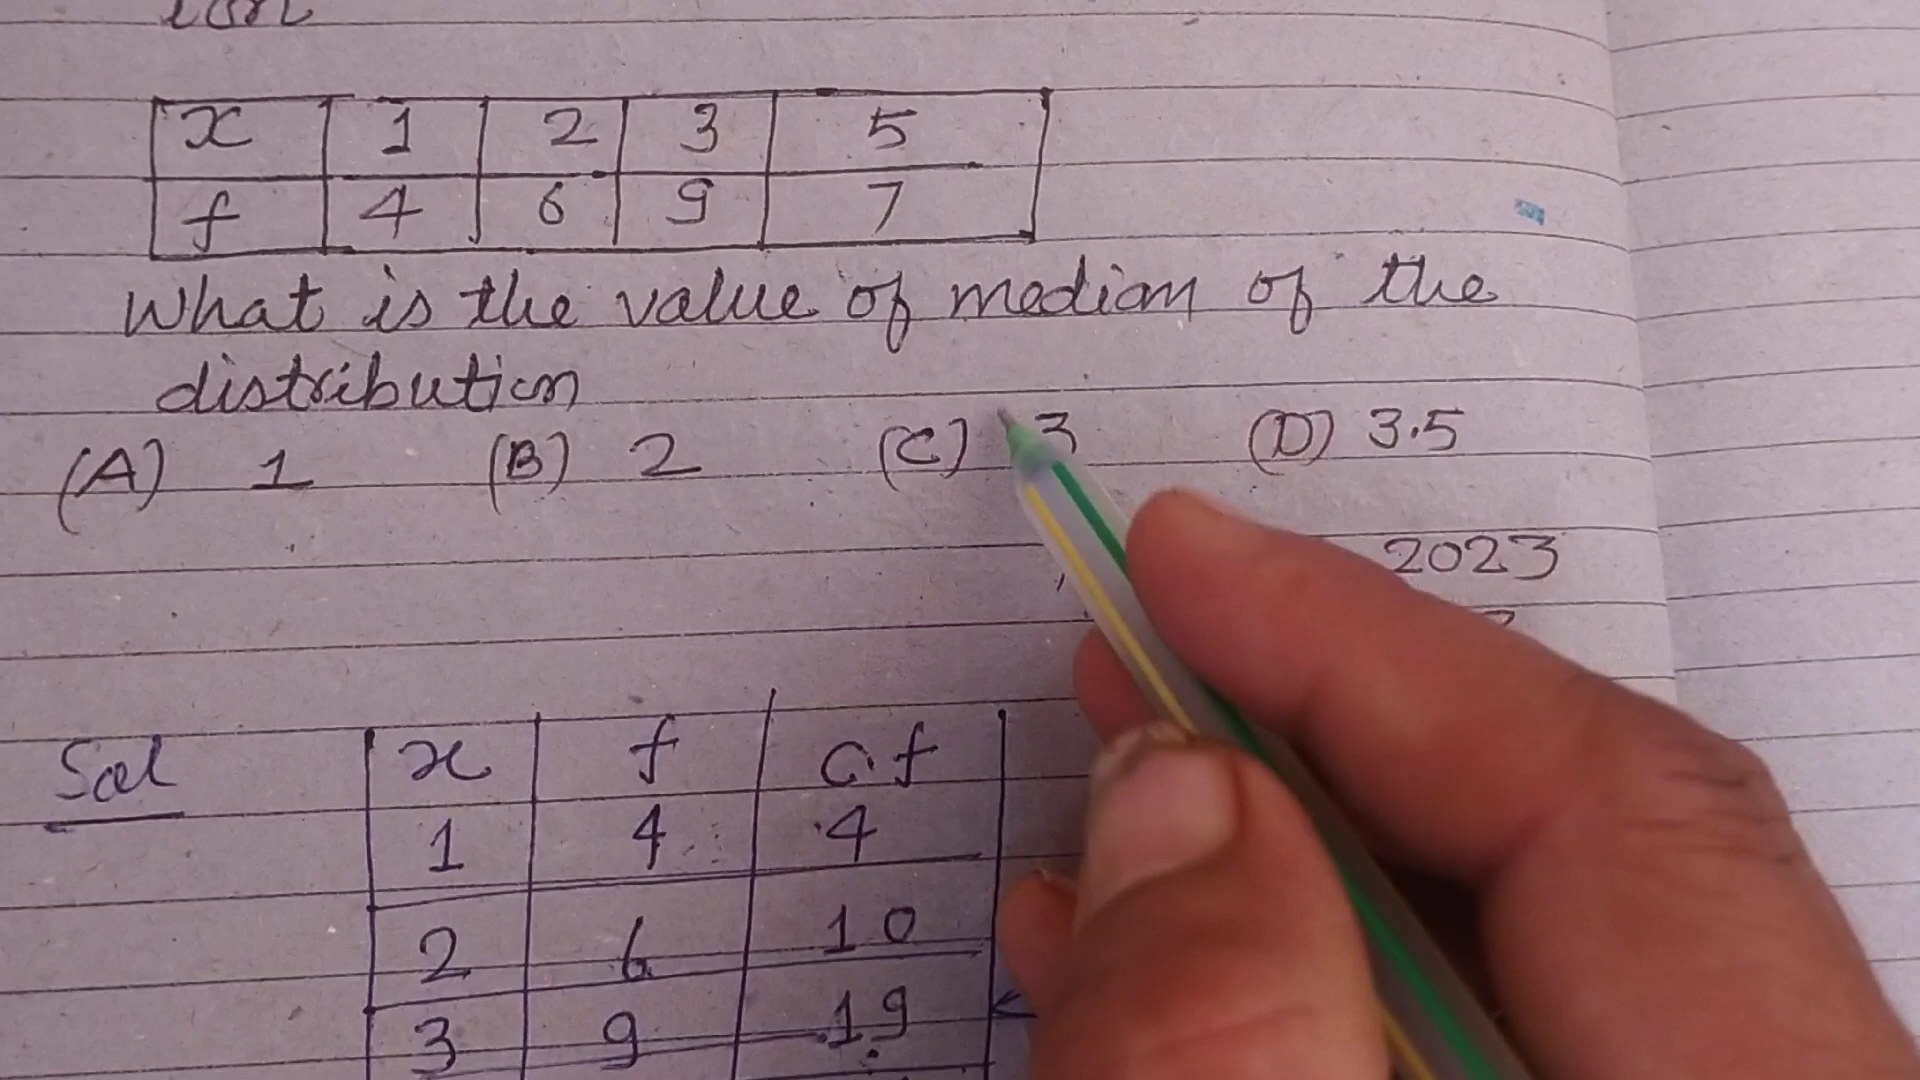 x 1 2 3 5
f 4 6 9 7
What is the value of median of the
distribution
(A) 1 (B) 2 (C) 3 (D) 3.5
2023
Sol x f c.f
1 4 4
2 6 10
3 9 19